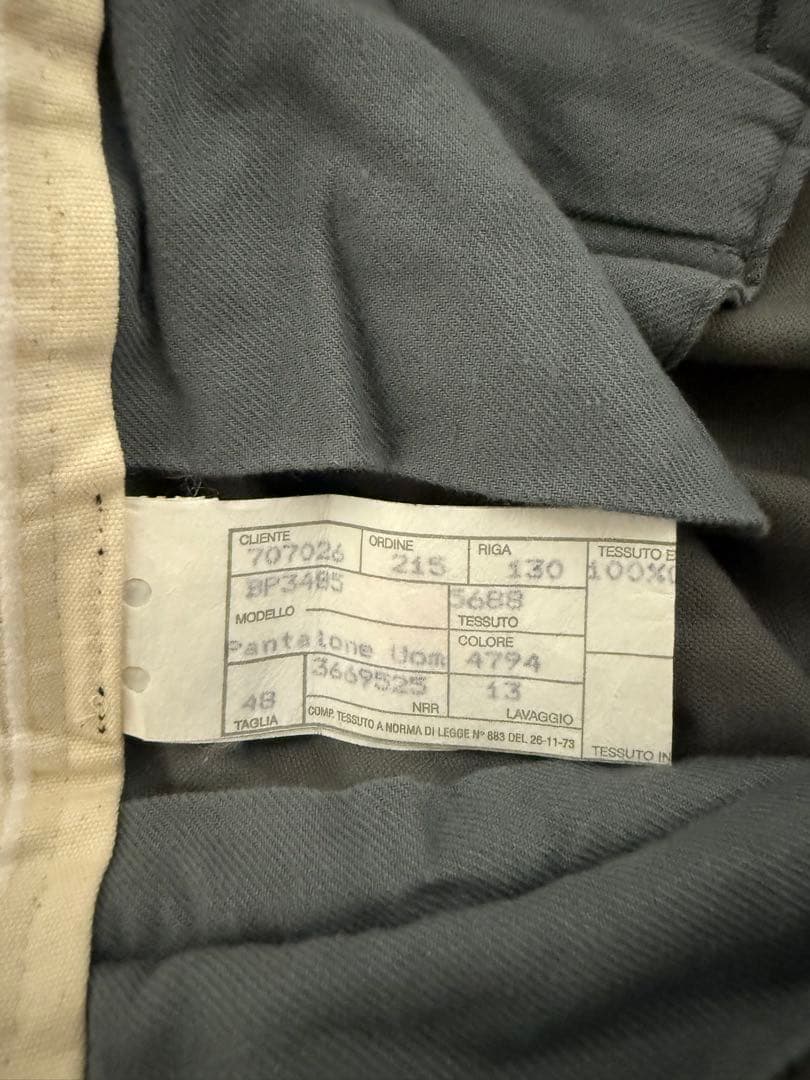 CLIENTE ORDINE RIGA TESSUTO E
707026 215 130 100%
BP3485 5688
MODELLO TESSUTO
Pantalone Uom COLORE
4794
3669525 13
48 NRR LAVAGGIO
TAGLIA COMP. TESSUTO A NORMA DI LEGGE N° 883 DEL 26-11-73
TESSUTO IN